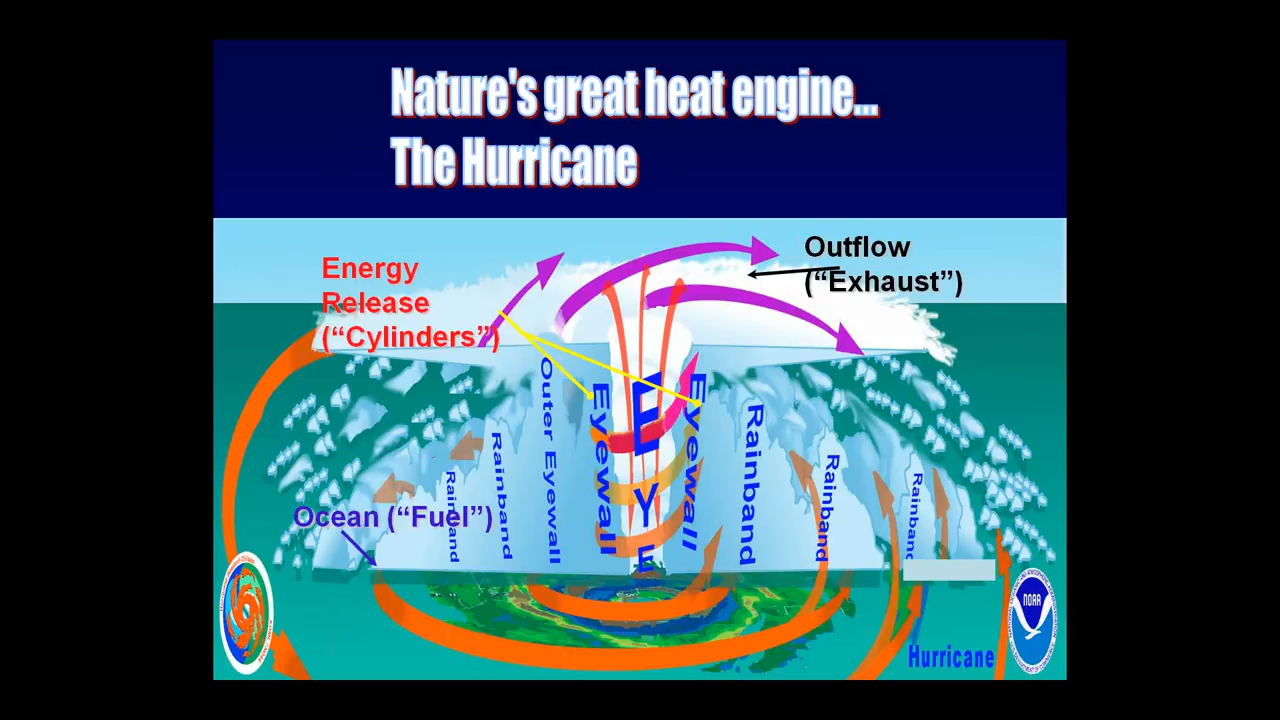 Nature's great heat engine...
The Hurricane
Energy
Release
(“Cylinders”)
Outflow
(“Exhaust”)
Outer Eyewall
Eyewall
EYE
Eyewall
Rainband
Rainband
Rainband
Rainband
Rainband
Ocean (“Fuel”)
NOAA
Hurricane